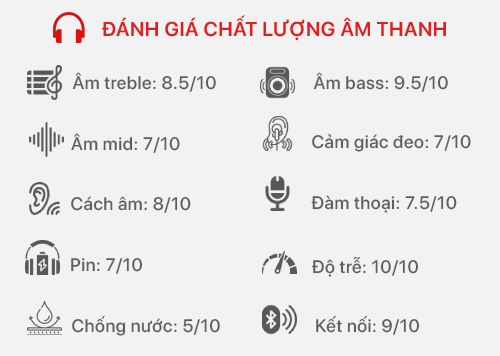 ĐÁNH GIÁ CHẤT LƯỢNG ÂM THANH
Âm treble: 8.5/10
Âm bass: 9.5/10
Âm mid: 7/10
Cảm giác đeo: 7/10
Cách âm: 8/10
Đàm thoại: 7.5/10
Pin: 7/10
Độ trễ: 10/10
Chống nước: 5/10
Kết nối: 9/10